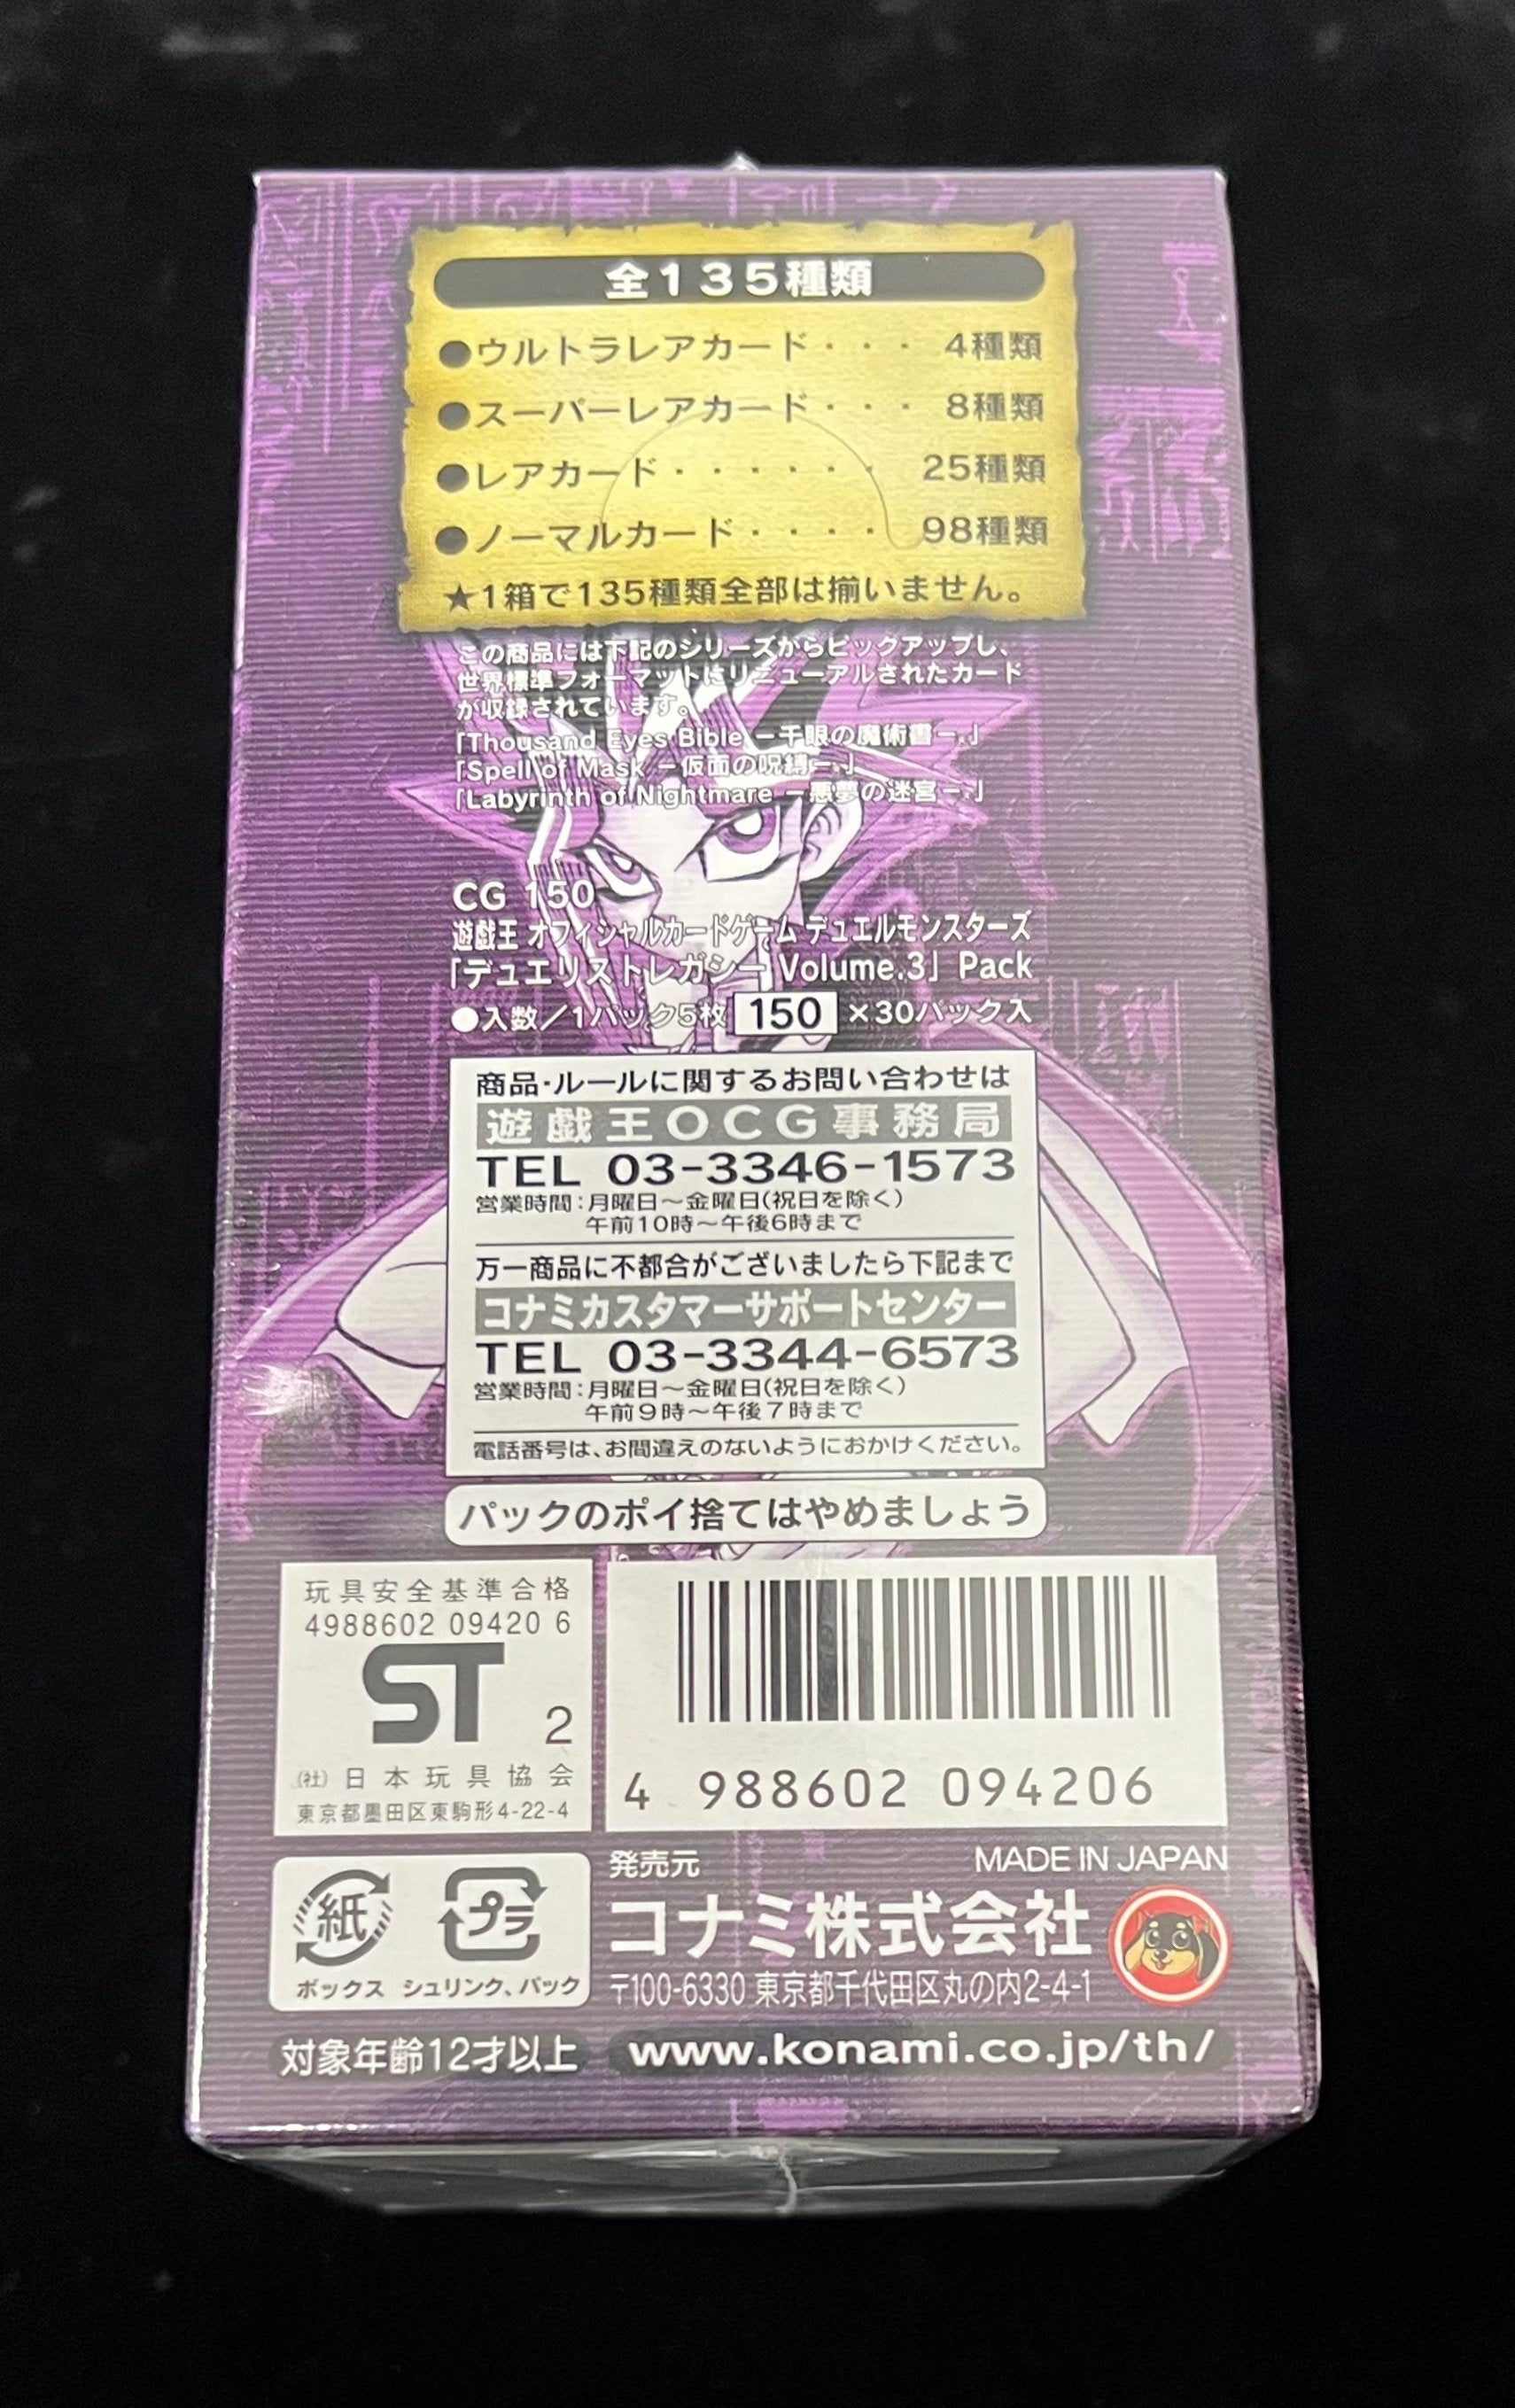 全135種類
●ウルトラレアカード・・・ 4種類
●スーパーレアカード・・・ 8種類
●レアカード・・・・・・ 25種類
●ノーマルカード・・・・ 98種類
★1箱で135種類全部は揃いません。
この商品には下記のシリーズからピックアップし、
世界標準フォーマットにリニューアルされたカード
が収録されています。
「Thousand Eyes Bible －千眼の魔術書－.」
「Spell of Mask －仮面の呪縛－.」
「Labyrinth of Nightmare －悪夢の迷宮－.」
CG 150
遊戯王 オフィシャルカードゲーム デュエルモンスターズ
「デュエリストレガシー Volume.3」 Pack
●入数／1パック5枚 150 ×30パック入
商品・ルールに関するお問い合わせは
遊戯王OCG事務局
TEL 03-3346-1573
営業時間：月曜日～金曜日(祝日を除く)
午前10時～午後6時まで
万一商品に不都合がございましたら下記まで
コナミカスタマーサポートセンター
TEL 03-3344-6573
営業時間：月曜日～金曜日(祝日を除く)
午前9時～午後7時まで
電話番号は、お間違えのないようにおかけください。
パックのポイ捨てはやめましょう
玩具安全基準合格
4988602 09420 6
ST 2
(社)日本玩具協会
東京都墨田区東駒形4-22-4
4 988602 094206
紙 プラ
ボックス シュリンク、パック
発売元 MADE IN JAPAN
コナミ株式会社
〒100-6330 東京都千代田区丸の内2-4-1
対象年齢12才以上 www.konami.co.jp/th/